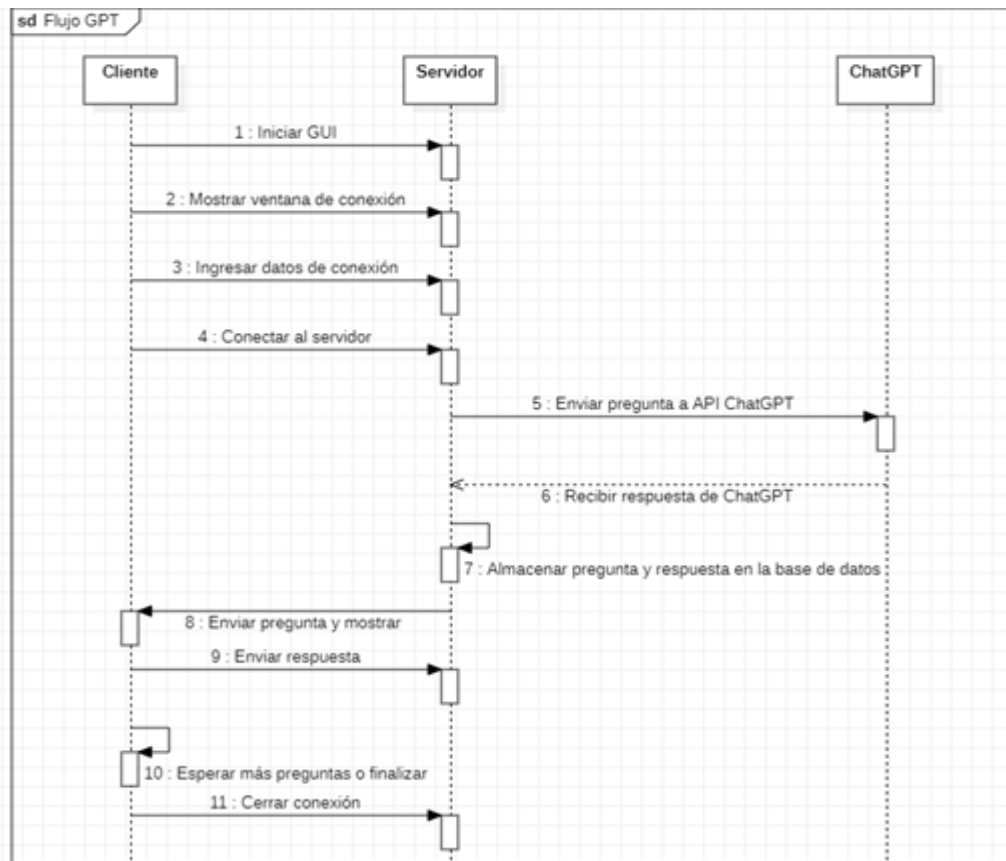 sd Flujo GPT
Cliente
Servidor
ChatGPT
1 : Iniciar GUI
2 : Mostrar ventana de conexión
3 : Ingresar datos de conexión
4 : Conectar al servidor
5 : Enviar pregunta a API ChatGPT
6 : Recibir respuesta de ChatGPT
7 : Almacenar pregunta y respuesta en la base de datos
8 : Enviar pregunta y mostrar
9 : Enviar respuesta
10 : Esperar más preguntas o finalizar
11 : Cerrar conexión